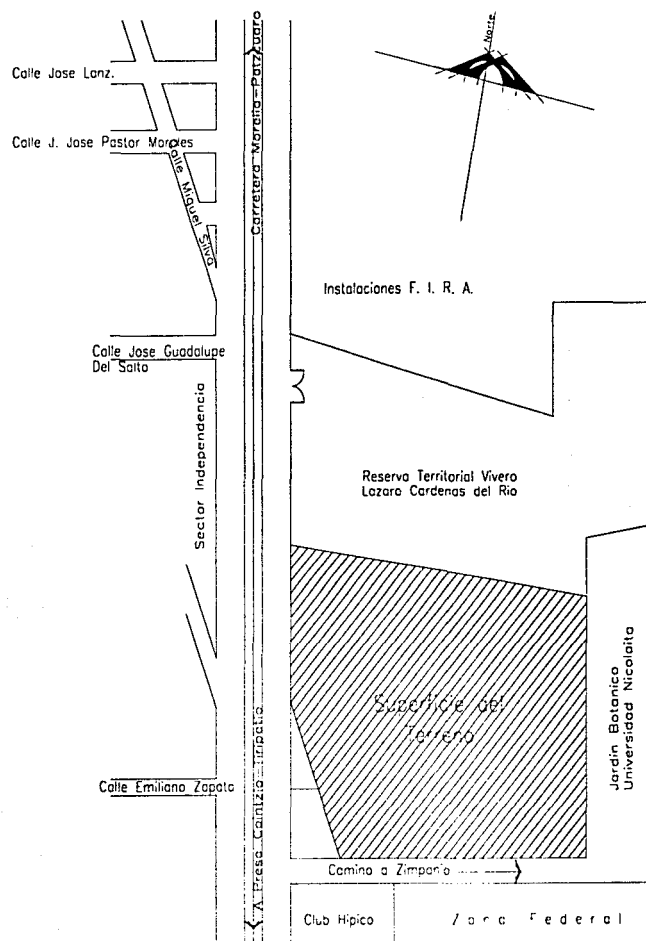 Norte
Calle Jose Lanz.
Carretera Morelia-Patzcuaro
Calle J. Jose Pastor Morales
Calle Miguel Silva
Instalaciones F. I. R. A.
Calle Jose Guadalupe
Del Salto
Sector Independencia
Reserva Territorial Vivero
Lazaro Cardenas del Rio
Superficie del
Terreno
Jardin Botanico
Universidad Nicolaita
A Presa Cointzio Tiripetio
Calle Emiliano Zapata
Camino a Zimpanio
Club Hipico
Zona Federal